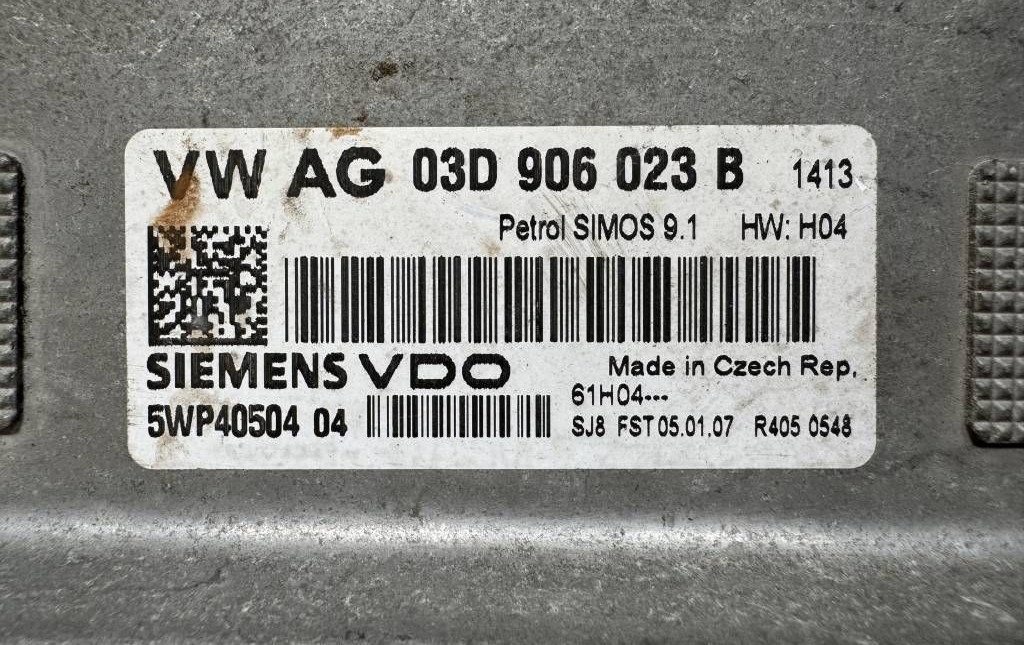 VW AG 03D 906 023 B 1413
Petrol SIMOS 9.1 HW: H04
SIEMENS VDO Made in Czech Rep.
61H04---
5WP40504 04 SJ8 FST 05.01.07 R405 0548